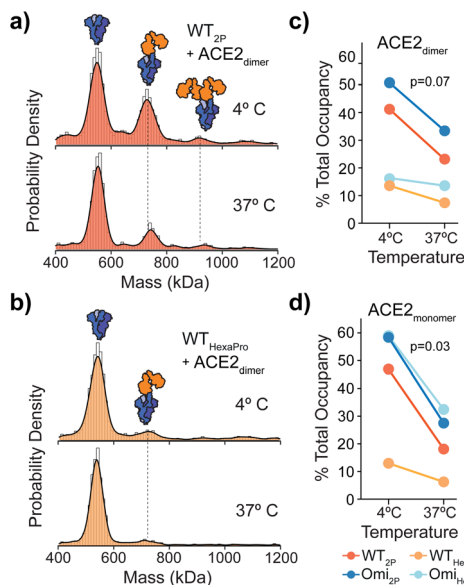 a)
WT2P
+ ACE2dimer
4º C
37º C
Probability Density
400 600 800 1000 1200
Mass (kDa)
b)
WTHexaPro
+ ACE2dimer
4º C
37º C
Probability Density
400 600 800 1000 1200
Mass (kDa)
c)
ACE2dimer
p=0.07
% Total Occupancy
60
50
40
30
20
10
0
4ºC 37ºC
Temperature
d)
ACE2monomer
p=0.03
% Total Occupancy
60
50
40
30
20
10
0
4ºC 37ºC
Temperature
WT2P WTHe
Omi2P OmiHe